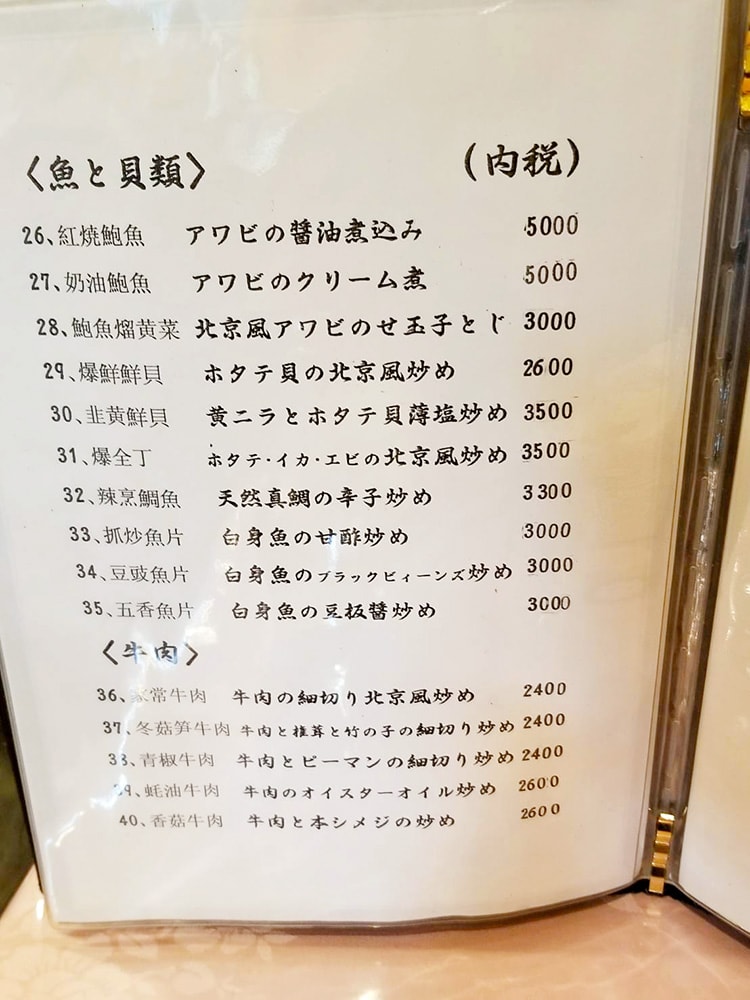 〈魚と貝類〉 (内税)
26、紅焼鮑魚 アワビの醤油煮込み 5000
27、奶油鮑魚 アワビのクリーム煮 5000
28、鮑魚熘黄菜 北京風アワビのせ玉子とじ 3000
29、爆鮮鮮貝 ホタテ貝の北京風炒め 2600
30、韭黄鮮貝 黄ニラとホタテ貝薄塩炒め 3500
31、爆全丁 ホタテ・イカ・エビの北京風炒め 3500
32、辣烹鯛魚 天然真鯛の辛子炒め 3300
33、抓炒魚片 白身魚の甘酢炒め 3000
34、豆豉魚片 白身魚のブラックビィーンズ炒め 3000
35、五香魚片 白身魚の豆板醤炒め 3000
〈牛肉〉
36、家常牛肉 牛肉の細切り北京風炒め 2400
37、冬菇笋牛肉 牛肉と椎茸と竹の子の細切り炒め 2400
38、青椒牛肉 牛肉とピーマンの細切り炒め 2400
39、蚝油牛肉 牛肉のオイスターオイル炒め 2600
40、香菇牛肉 牛肉と本シメジの炒め 2600